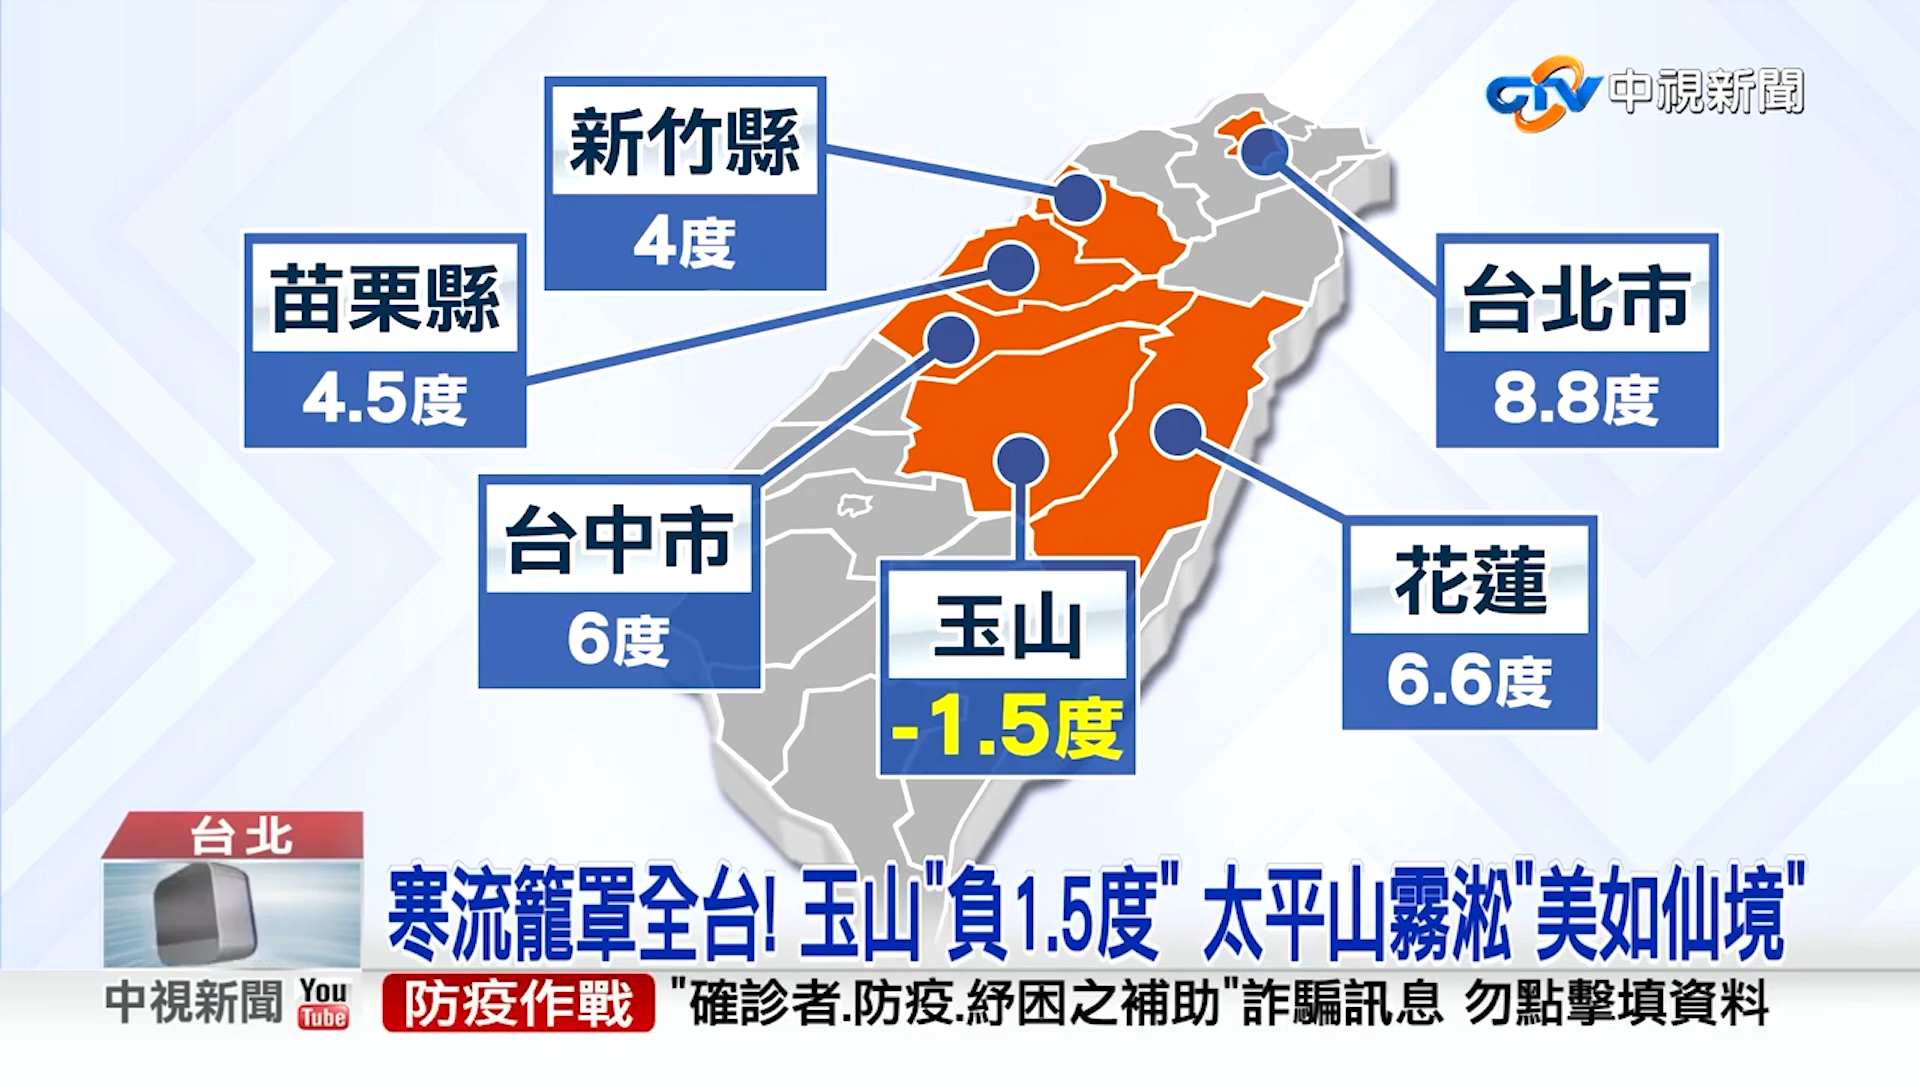 CTV中視新聞
新竹縣
4度
苗栗縣
4.5度
台北市
8.8度
台中市
6度
玉山
-1.5度
花蓮
6.6度
台北
寒流籠罩全台! 玉山"負1.5度" 太平山霧淞"美如仙境"
中視新聞 You Tube
防疫作戰 "確診者.防疫.紓困之補助"詐騙訊息 勿點擊填資料